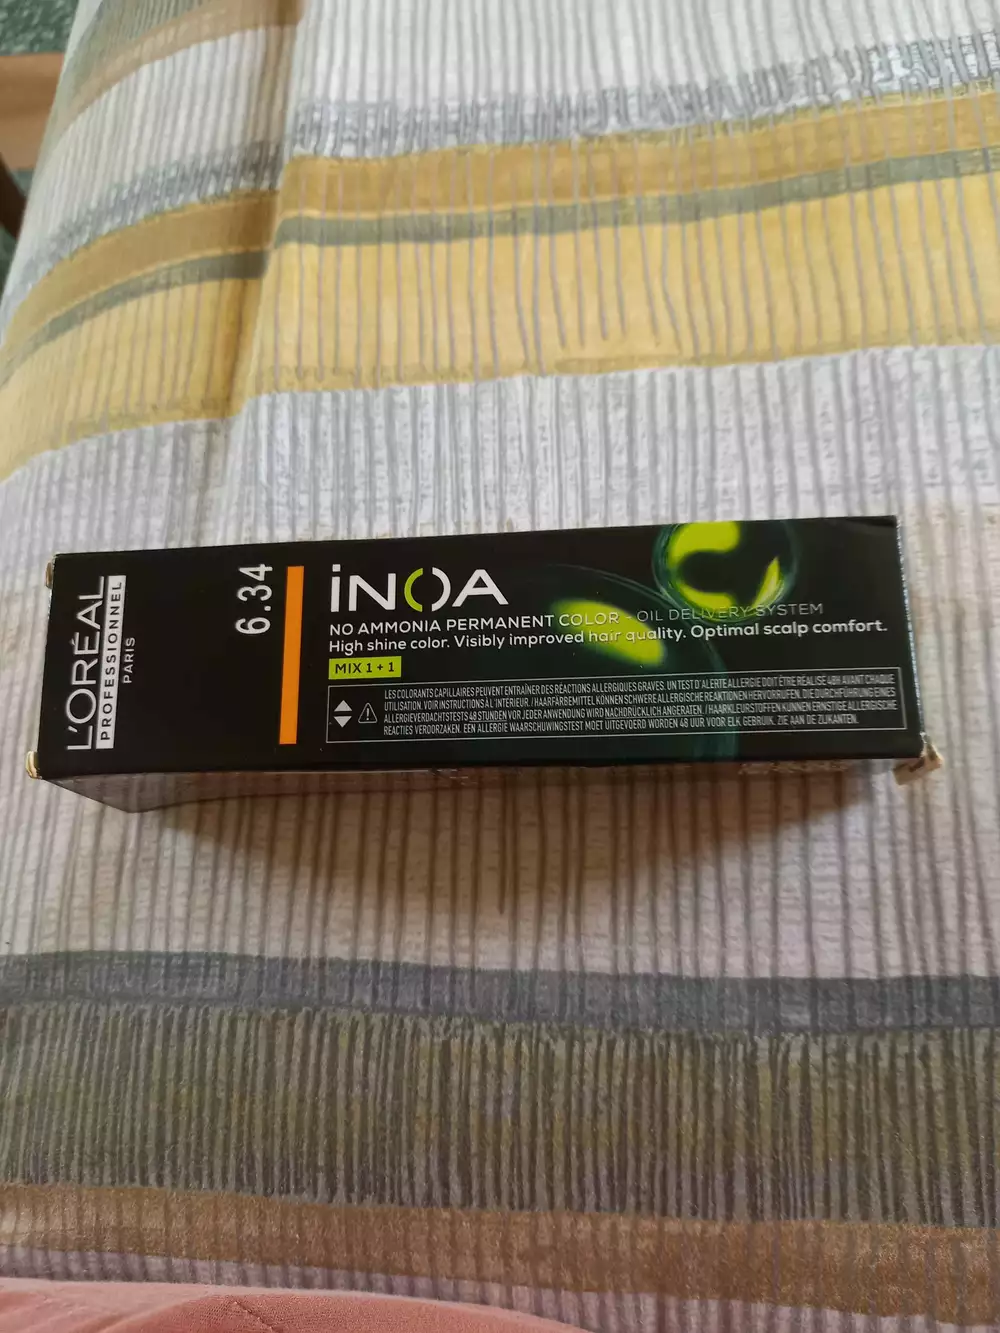 L'ORÉAL
PROFESSIONNEL
PARIS
6.34
iNOA
NO AMMONIA PERMANENT COLOR - OIL DELIVERY SYSTEM
High shine color. Visibly improved hair quality. Optimal scalp comfort.
MIX 1 + 1
LES COLORANTS CAPILLAIRES PEUVENT ENTRAÎNER DES RÉACTIONS ALLERGIQUES GRAVES. UN TEST D'ALERTE ALLERGIE DOIT ÊTRE RÉALISÉ 48H AVANT CHAQUE
UTILISATION. VOIR INSTRUCTIONS À L'INTÉRIEUR. / HAARFÄRBEMITTEL KÖNNEN SCHWERE ALLERGISCHE REAKTIONEN HERVORRUFEN. DIE DURCHFÜHRUNG EINES
ALLERGIEVERDACHTSTESTS 48 STUNDEN VOR JEDER ANWENDUNG WIRD NACHDRÜCKLICH ANGERATEN. / HAARKLEURSTOFFEN KUNNEN ERNSTIGE ALLERGISCHE
REACTIES VEROORZAKEN. EEN ALLERGIE WAARSCHUWINGSTEST MOET UITGEVOERD WORDEN 48 UUR VOOR ELK GEBRUIK. ZIE AAN DE ZIJKANTEN.